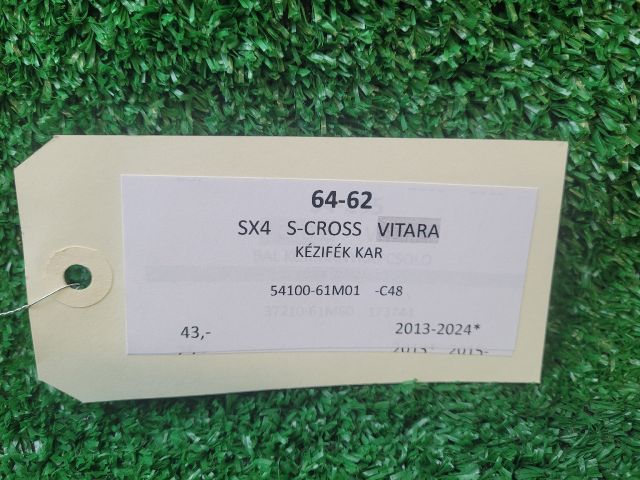 64-62
SX4 S-CROSS VITARA
KÉZIFÉK KAR
54100-61M01 -C48
43,- 2013-2024*